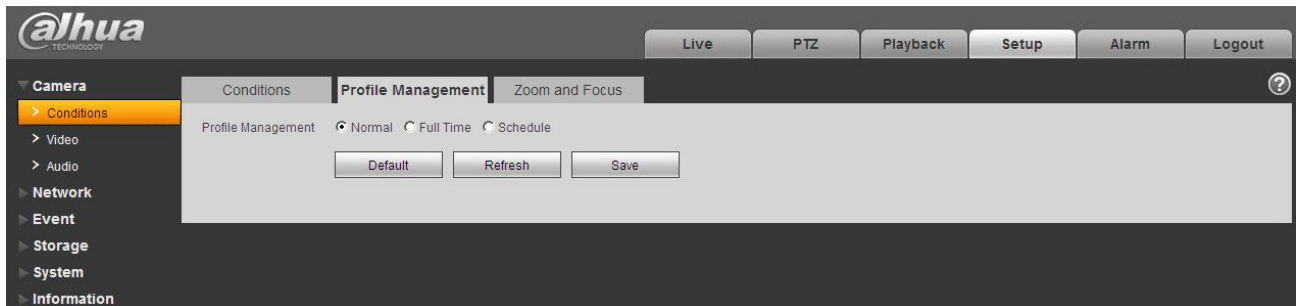 alhua
TECHNOLOGY
Live PTZ Playback Setup Alarm Logout
Camera
Conditions
Video
Audio
Network
Event
Storage
System
Information
Conditions Profile Management Zoom and Focus
?
Profile Management Normal Full Time Schedule
Default Refresh Save